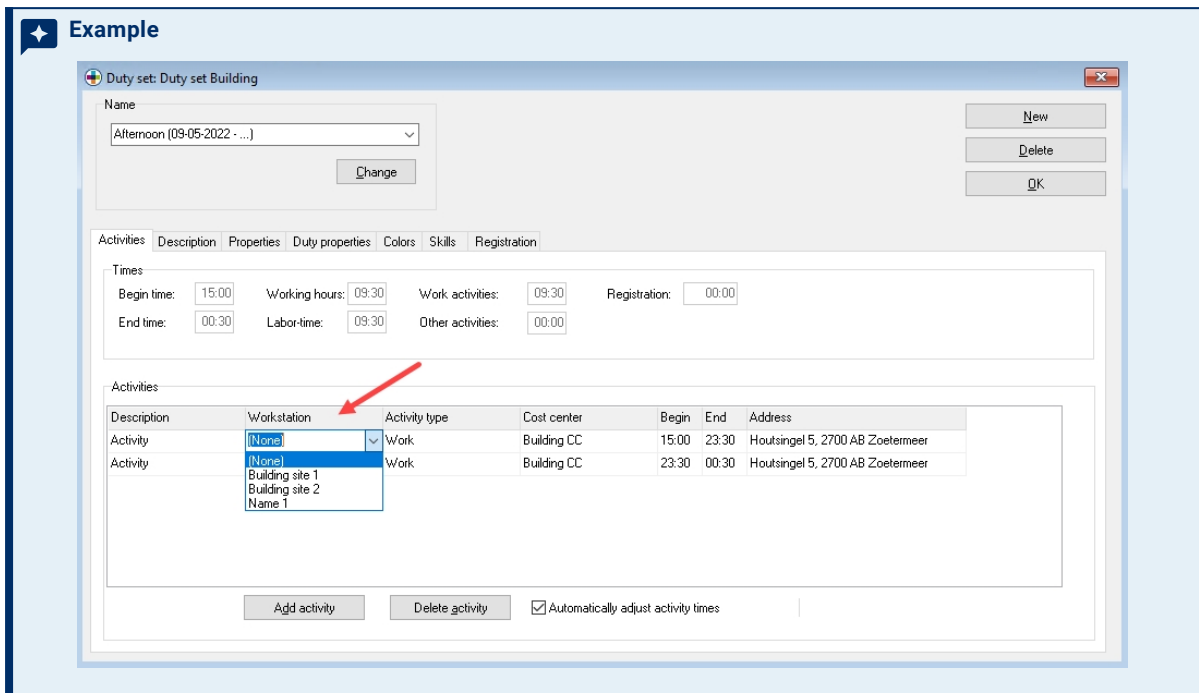 Example
Duty set: Duty set Building
Name
Afternoon (09-05-2022 - ...)
Change
New
Delete
OK
Activities Description Properties Duty properties Colors Skills Registration
Times
Begin time: 15:00 Working hours: 09:30 Work activities: 09:30 Registration: 00:00
End time: 00:30 Labor-time: 09:30 Other activities: 00:00
Activities
Description Workstation Activity type Cost center Begin End Address
Activity (None) Work Building CC 15:00 23:30 Houtsingel 5, 2700 AB Zoetermeer
Activity (None) Work Building CC 23:30 00:30 Houtsingel 5, 2700 AB Zoetermeer
Building site 1
Building site 2
Name 1
Add activity Delete activity Automatically adjust activity times